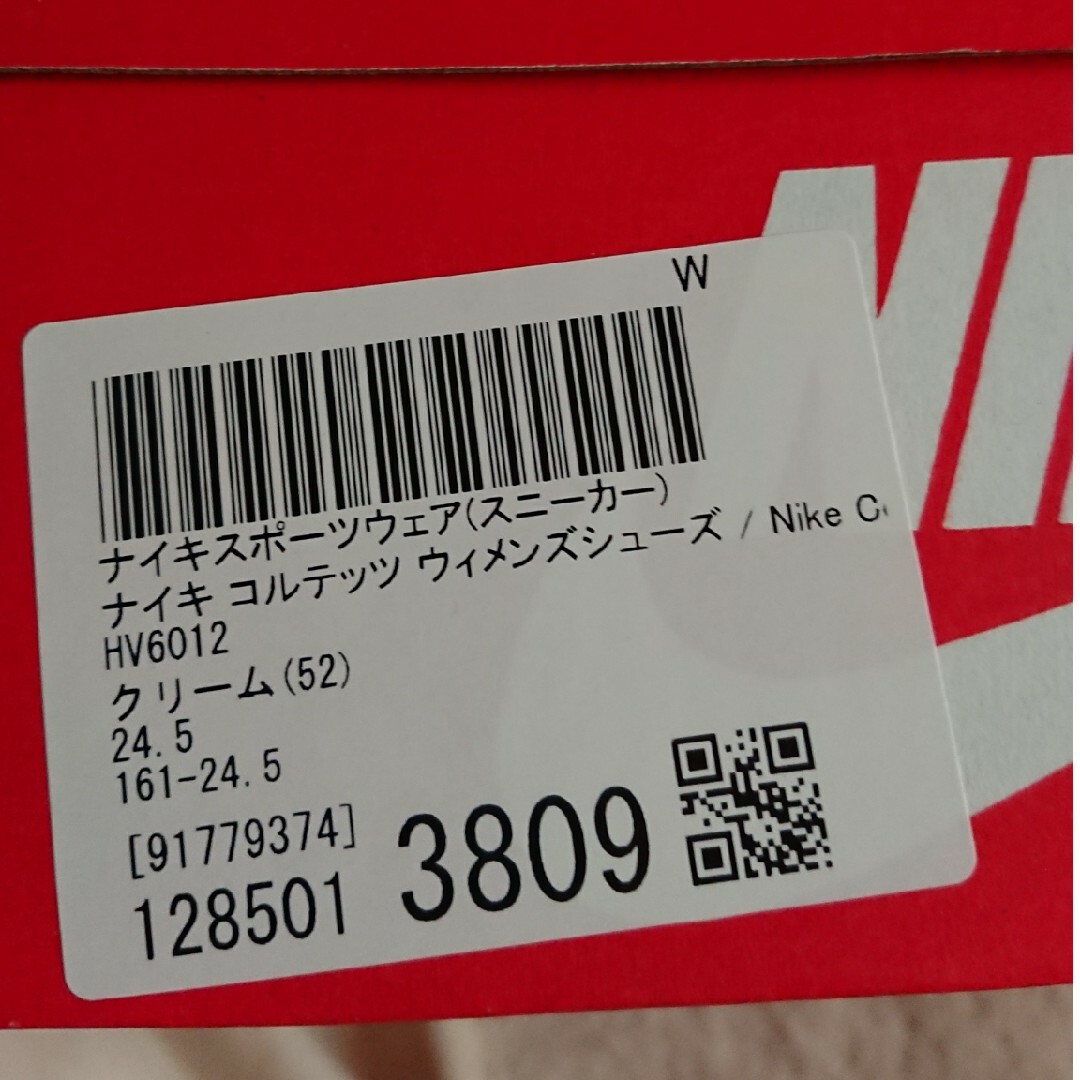 W
ナイキスポーツウェア(スニーカー)
ナイキ コルテッツ ウィメンズシューズ / Nike
HV6012
クリーム(52)
24.5
161-24.5
[91779374]
128501 3809